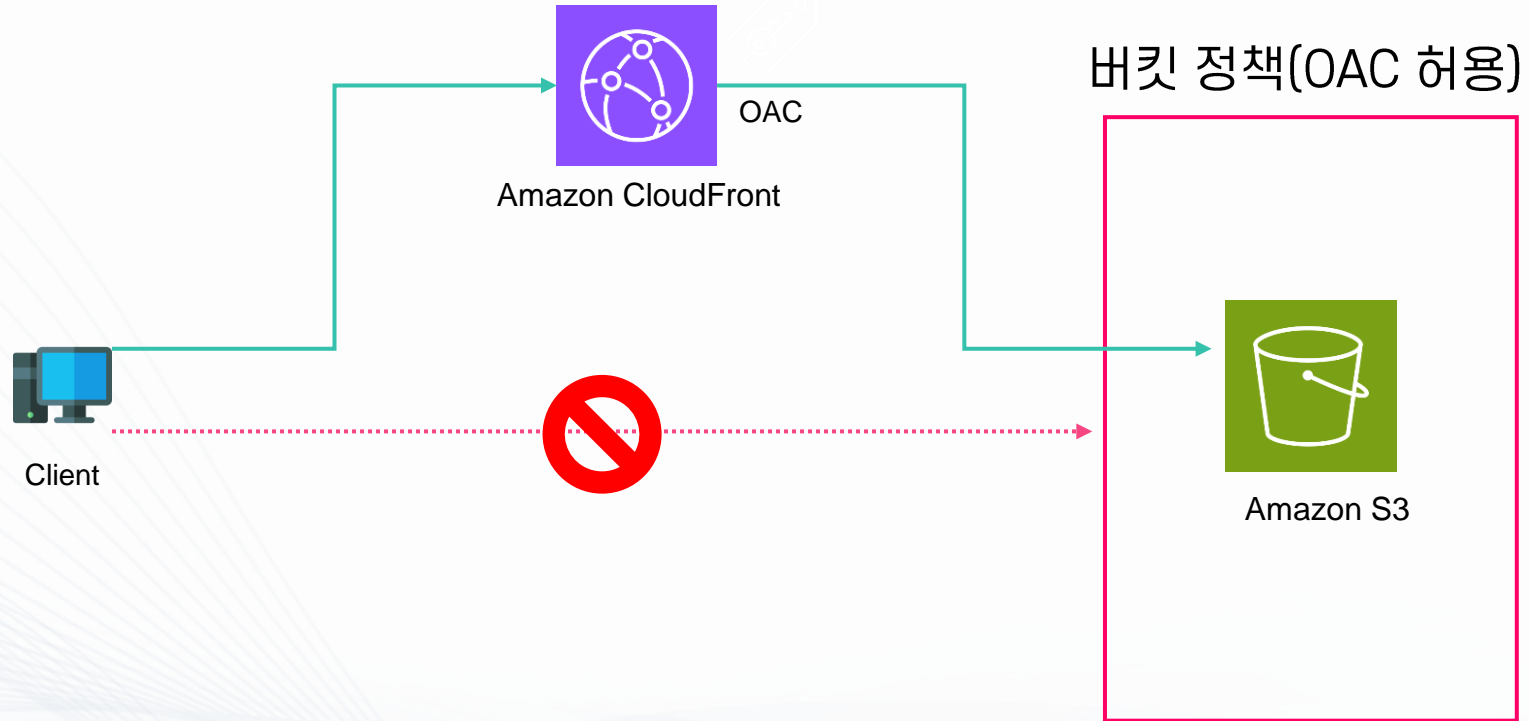 버킷 정책(OAC 허용)
OAC
Amazon CloudFront
Client
Amazon S3